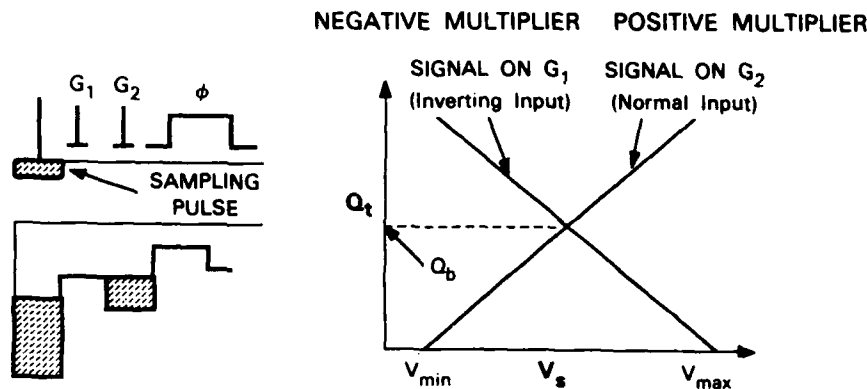 NEGATIVE MULTIPLIER POSITIVE MULTIPLIER
SIGNAL ON G1
(Inverting Input)
SIGNAL ON G2
(Normal Input)
G1 G2 ϕ
SAMPLING
PULSE
Qt
Qb
Vmin Vs Vmax